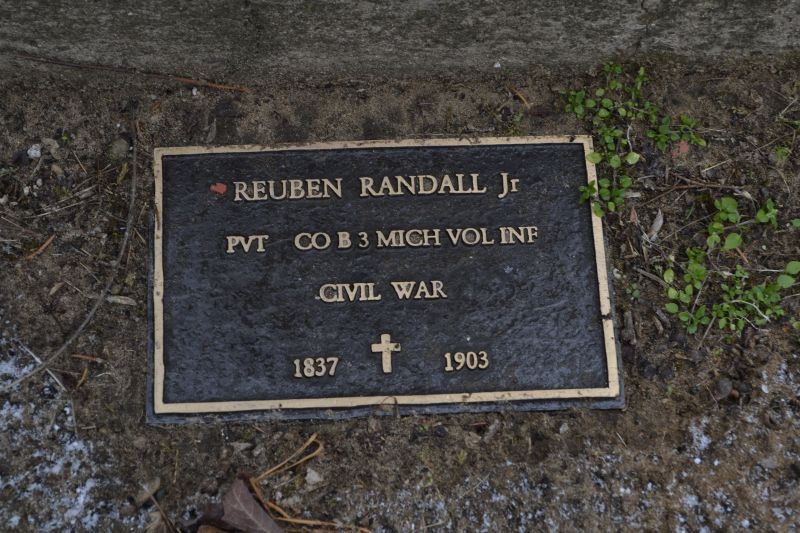 REUBEN RANDALL Jr
PVT CO B 3 MICH VOL INF
CIVIL WAR
1837 1903